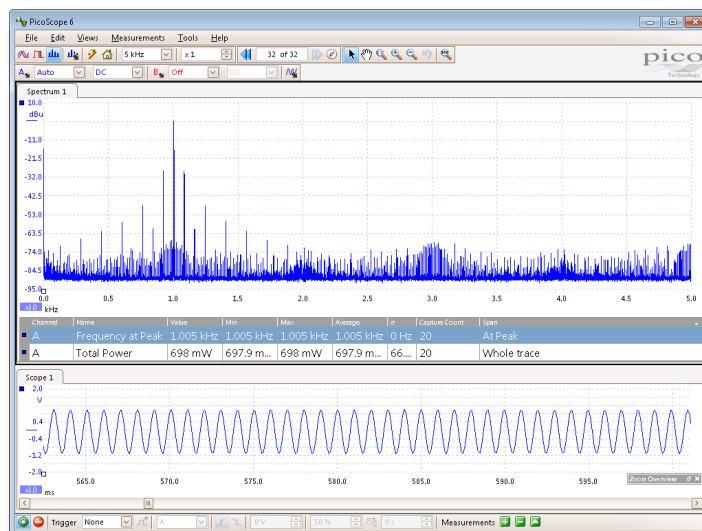 PicoScope 6
File Edit Views Measurements Tools Help
5 kHz x 1 32 of 32
A Auto DC B Off DC
pico
Technology
Spectrum 1
10.0
dBu
-11.0
-21.5
-32.0
-42.5
-53.0
-63.5
-74.0
-84.5
-95.0
0.0 0.5 1.0 1.5 2.0 2.5 3.0 3.5 4.0 4.5 5.0
x1.0 kHz
Channel Name Value Min Max Average σ Capture Count Span
A Frequency at Peak 1.005 kHz 1.005 kHz 1.005 kHz 1.005 kHz 0 Hz 20 At Peak
A Total Power 698 mW 697.9 m... 698 mW 697.9 m... 66.... 20 Whole trace
Scope 1
2.0
V
0.4
-0.4
-1.2
-2.0
565.0 570.0 575.0 580.0 585.0 590.0 595.0
x1.0 ms
Zoom Overview
Trigger None A 0 V 50 % 0 s Measurements